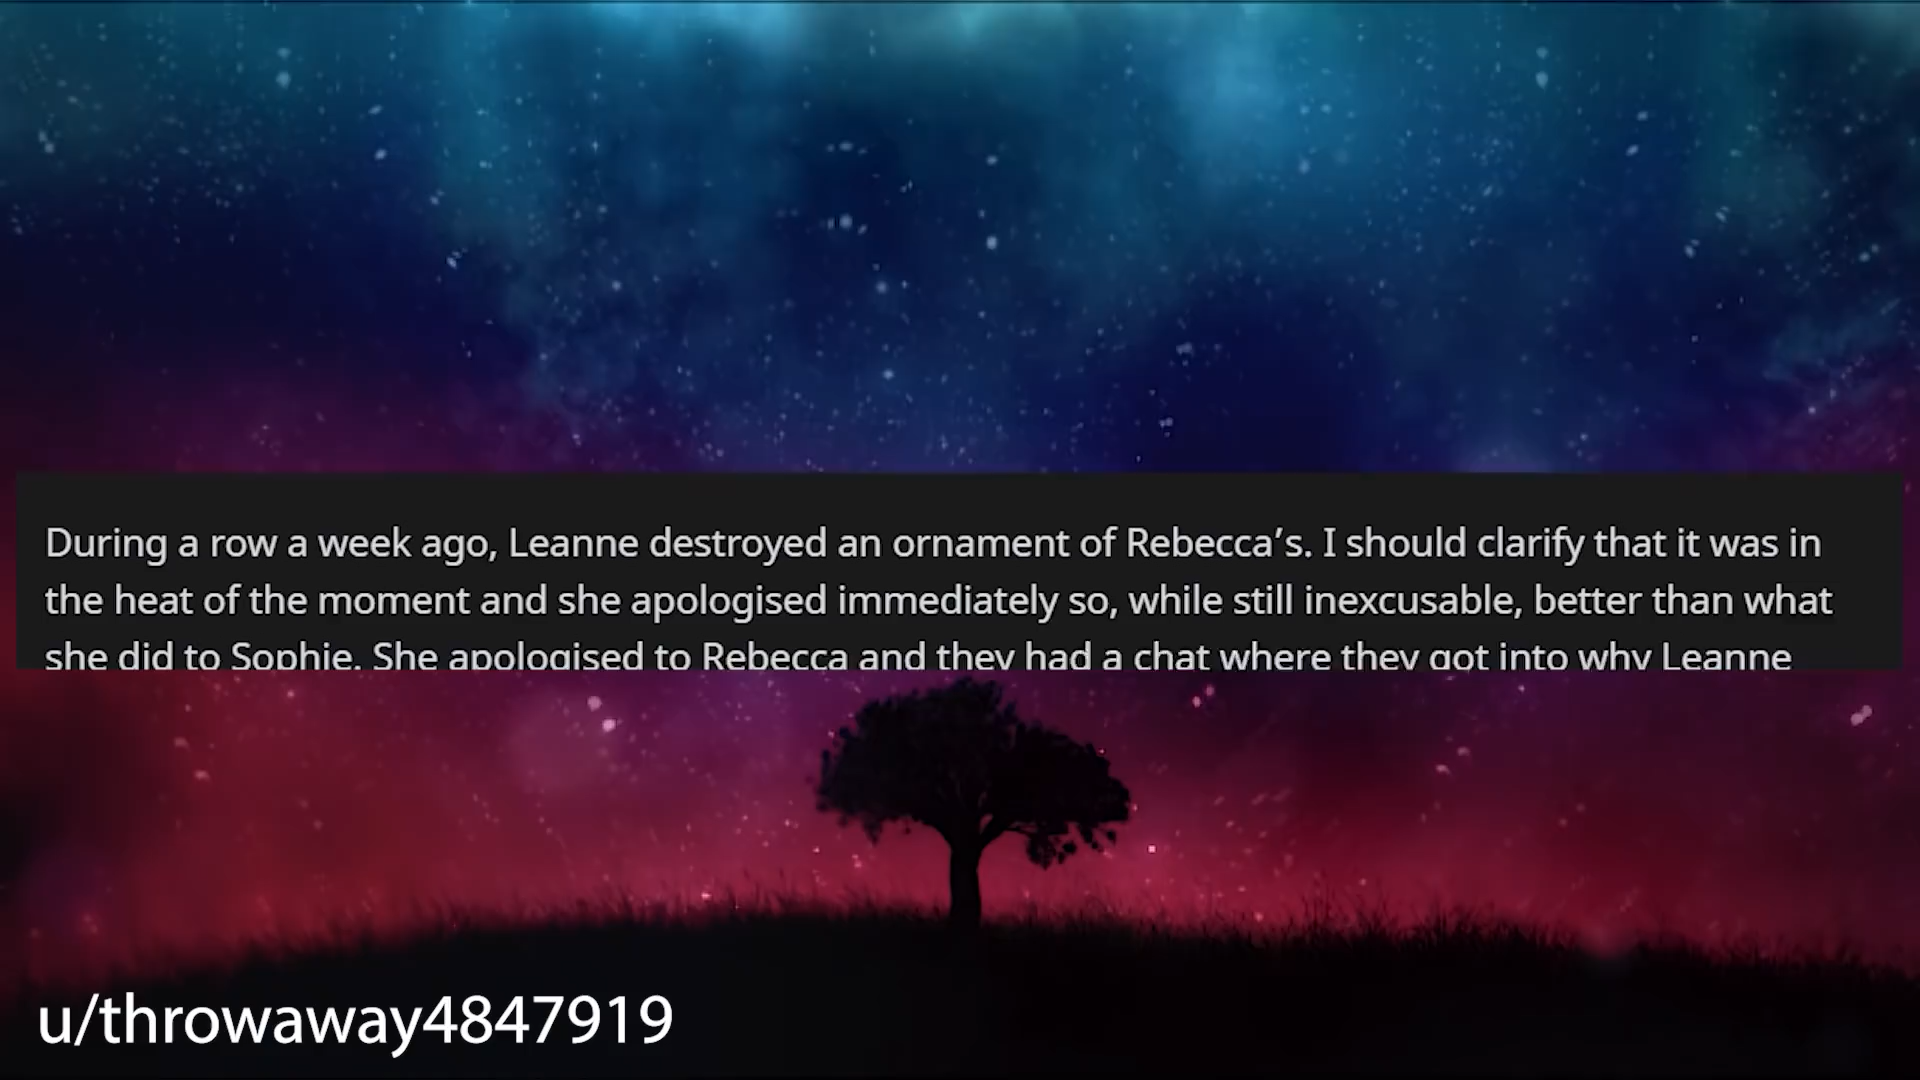 During a row a week ago, Leanne destroyed an ornament of Rebecca’s. I should clarify that it was in
the heat of the moment and she apologised immediately so, while still inexcusable, better than what
she did to Sophie. She apologised to Rebecca and they had a chat where they got into why Leanne
u/throwaway4847919